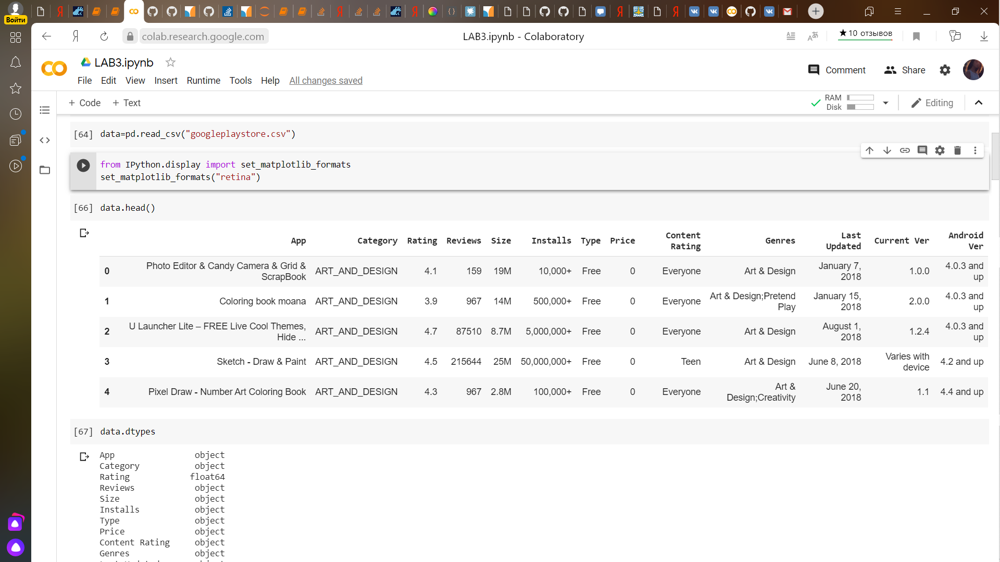 Войти
colab.research.google.com
LAB3.ipynb - Colaboratory
★10 отзывов
LAB3.ipynb
File Edit View Insert Runtime Tools Help All changes saved
Comment Share
+ Code + Text
RAM
Disk
Editing
[64] data=pd.read_csv("googleplaystore.csv")
from IPython.display import set_matplotlib_formats
set_matplotlib_formats("retina")
[66] data.head()
App Category Rating Reviews Size Installs Type Price Content Rating Genres Last Updated Current Ver Android Ver
0 Photo Editor & Candy Camera & Grid & ScrapBook ART_AND_DESIGN 4.1 159 19M 10,000+ Free 0 Everyone Art & Design January 7, 2018 1.0.0 4.0.3 and up
1 Coloring book moana ART_AND_DESIGN 3.9 967 14M 500,000+ Free 0 Everyone Art & Design;Pretend Play January 15, 2018 2.0.0 4.0.3 and up
2 U Launcher Lite – FREE Live Cool Themes, Hide ... ART_AND_DESIGN 4.7 87510 8.7M 5,000,000+ Free 0 Everyone Art & Design August 1, 2018 1.2.4 4.0.3 and up
3 Sketch - Draw & Paint ART_AND_DESIGN 4.5 215644 25M 50,000,000+ Free 0 Teen Art & Design June 8, 2018 Varies with device 4.2 and up
4 Pixel Draw - Number Art Coloring Book ART_AND_DESIGN 4.3 967 2.8M 100,000+ Free 0 Everyone Art & Design;Creativity June 20, 2018 1.1 4.4 and up
[67] data.dtypes
App object
Category object
Rating float64
Reviews object
Size object
Installs object
Type object
Price object
Content Rating object
Genres object